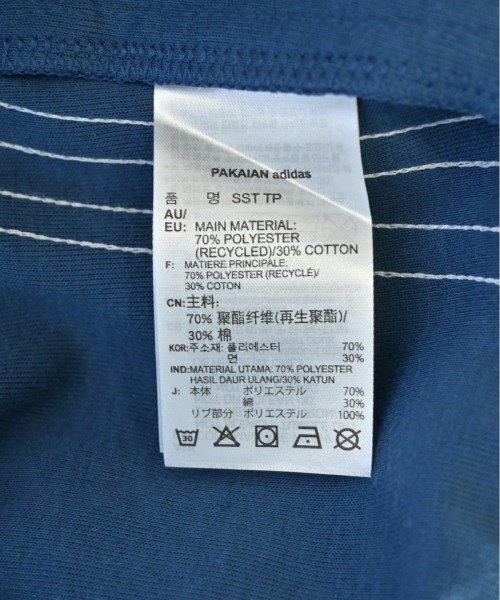 PAKAIAN adidas
품 명 SST TP
AU/
EU: MAIN MATERIAL:
70% POLYESTER
(RECYCLED)/30% COTTON
F: MATIERE PRINCIPALE:
70% POLYESTER (RECYCLÉ)/
30% COTON
CN:主料:
70% 聚酯纤维(再生聚酯)/
30% 棉
KOR:주소재: 폴리에스터 70%
면 30%
IND:MATERIAL UTAMA: 70% POLYESTER
HASIL DAUR ULANG/30% KATUN
J: 本体 ポリエステル 70%
綿 30%
リブ部分 ポリエステル 100%
30